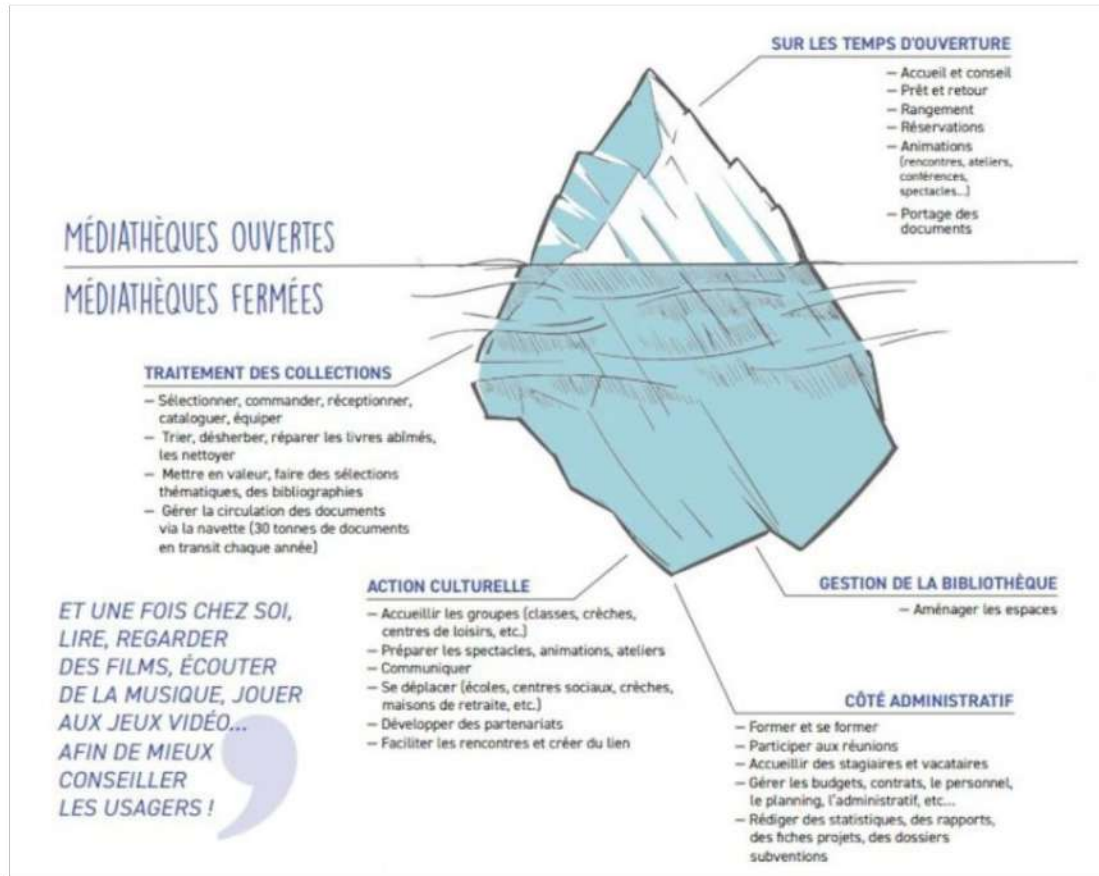 SUR LES TEMPS D'OUVERTURE
— Accueil et conseil
— Prêt et retour
— Rangement
— Réservations
— Animations
(rencontres, ateliers,
conférences,
spectacles...)
— Portage des
documents
MÉDIATHÈQUES OUVERTES
MÉDIATHÈQUES FERMÉES
TRAITEMENT DES COLLECTIONS
— Sélectionner, commander, réceptionner,
cataloguer, équiper
— Trier, désherber, réparer les livres abîmés,
les nettoyer
— Mettre en valeur, faire des sélections
thématiques, des bibliographies
— Gérer la circulation des documents
via la navette (30 tonnes de documents
en transit chaque année)
ACTION CULTURELLE
— Accueillir les groupes (classes, crèches,
centres de loisirs, etc.)
— Préparer les spectacles, animations, ateliers
— Communiquer
— Se déplacer (écoles, centres sociaux, crèches,
maisons de retraite, etc.)
— Développer des partenariats
— Faciliter les rencontres et créer du lien
GESTION DE LA BIBLIOTHÈQUE
— Aménager les espaces
CÔTÉ ADMINISTRATIF
— Former et se former
— Participer aux réunions
— Accueillir des stagiaires et vacataires
— Gérer les budgets, contrats, le personnel,
le planning, l'administratif, etc...
— Rédiger des statistiques, des rapports,
des fiches projets, des dossiers
subventions
ET UNE FOIS CHEZ SOI,
LIRE, REGARDER
DES FILMS, ÉCOUTER
DE LA MUSIQUE, JOUER
AUX JEUX VIDÉO...
AFIN DE MIEUX
CONSEILLER
LES USAGERS !